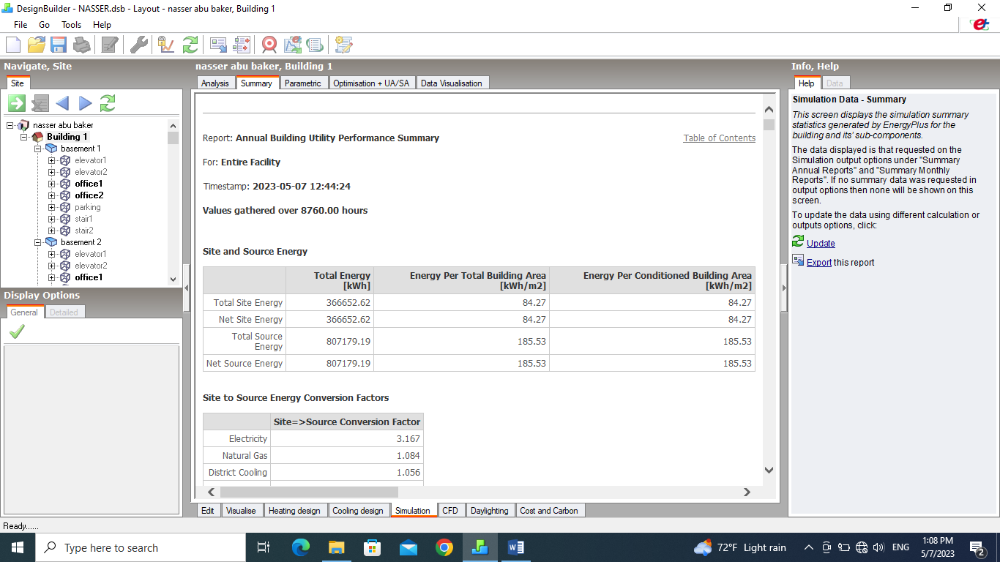 DesignBuilder - NASSER.dsb - Layout - nasser abu baker, Building 1
File Go Tools Help
Navigate, Site
Site
nasser abu baker
Building 1
basement 1
elevator1
elevator2
office1
office2
parking
stair1
stair2
basement 2
elevator1
elevator2
office1
Display Options
General Detailed
nasser abu baker, Building 1
Analysis Summary Parametric Optimisation + UA/SA Data Visualisation
Report: Annual Building Utility Performance Summary
Table of Contents
For: Entire Facility
Timestamp: 2023-05-07 12:44:24
Values gathered over 8760.00 hours
Site and Source Energy
Total Energy [kWh] Energy Per Total Building Area [kWh/m2] Energy Per Conditioned Building Area [kWh/m2]
Total Site Energy 366652.62 84.27 84.27
Net Site Energy 366652.62 84.27 84.27
Total Source Energy 807179.19 185.53 185.53
Net Source Energy 807179.19 185.53 185.53
Site to Source Energy Conversion Factors
Site=>Source Conversion Factor
Electricity 3.167
Natural Gas 1.084
District Cooling 1.056
Edit Visualise Heating design Cooling design Simulation CFD Daylighting Cost and Carbon
Info, Help
Help Data
Simulation Data - Summary
This screen displays the simulation summary
statistics generated by EnergyPlus for the
building and its' sub-components.
The data displayed is that requested on the
Simulation output options under "Summary
Annual Reports" and "Summary Monthly
Reports". If no summary data was requested in
output options then none will be shown on this
screen.
To update the data using different calculation or
outputs options, click:
Update
Export this report
Ready......
Type here to search
72°F Light rain
ENG
1:08 PM
5/7/2023
2